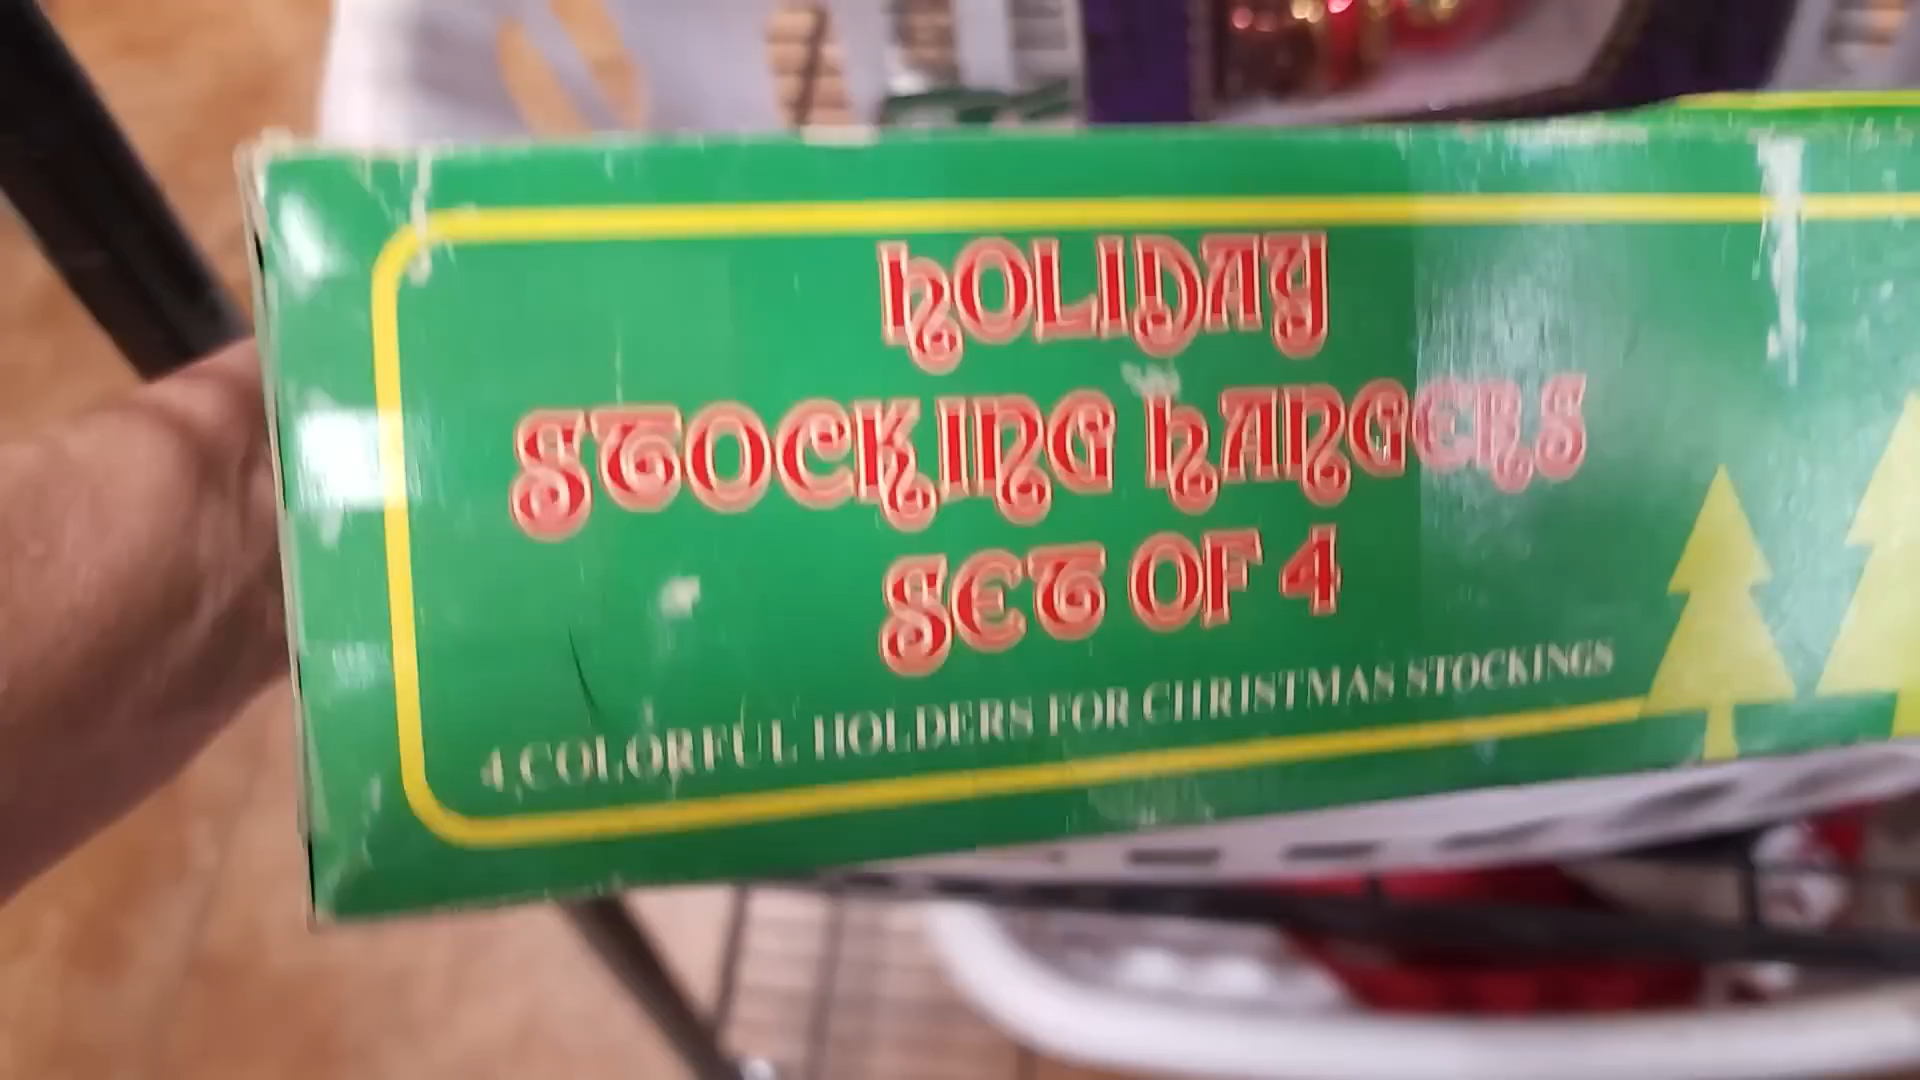 HOLIDAY
STOCKING HANGERS
SET OF 4
4 COLORFUL HOLDERS FOR CHRISTMAS STOCKINGS